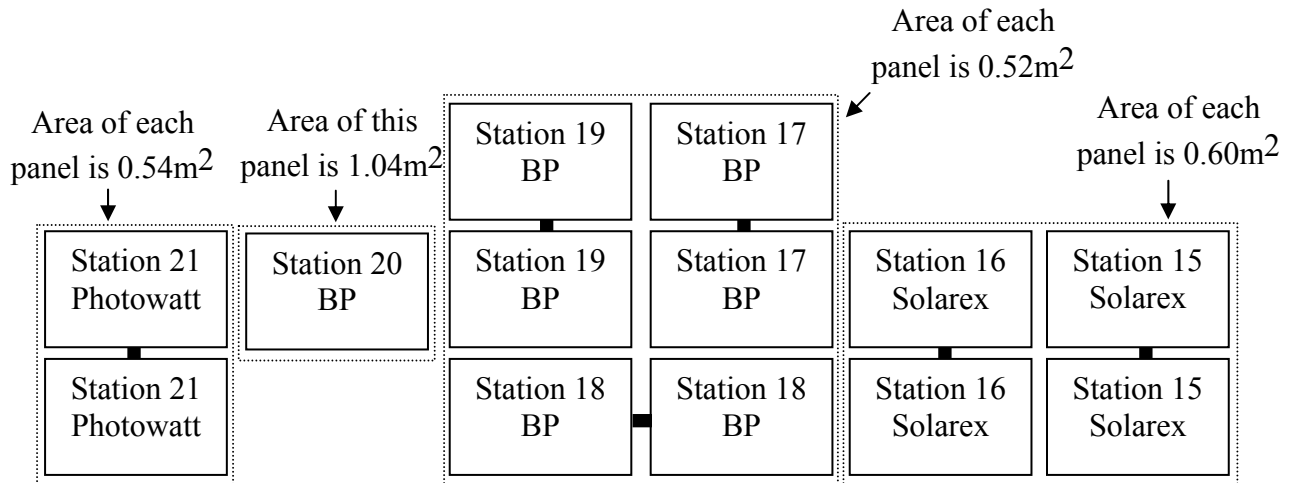 Area of each
panel is 0.52m2
Area of each
panel is 0.54m2
Area of this
panel is 1.04m2
Area of each
panel is 0.60m2
Station 19
BP
Station 17
BP
Station 21
Photowatt
Station 20
BP
Station 19
BP
Station 17
BP
Station 16
Solarex
Station 15
Solarex
Station 21
Photowatt
Station 18
BP
Station 18
BP
Station 16
Solarex
Station 15
Solarex